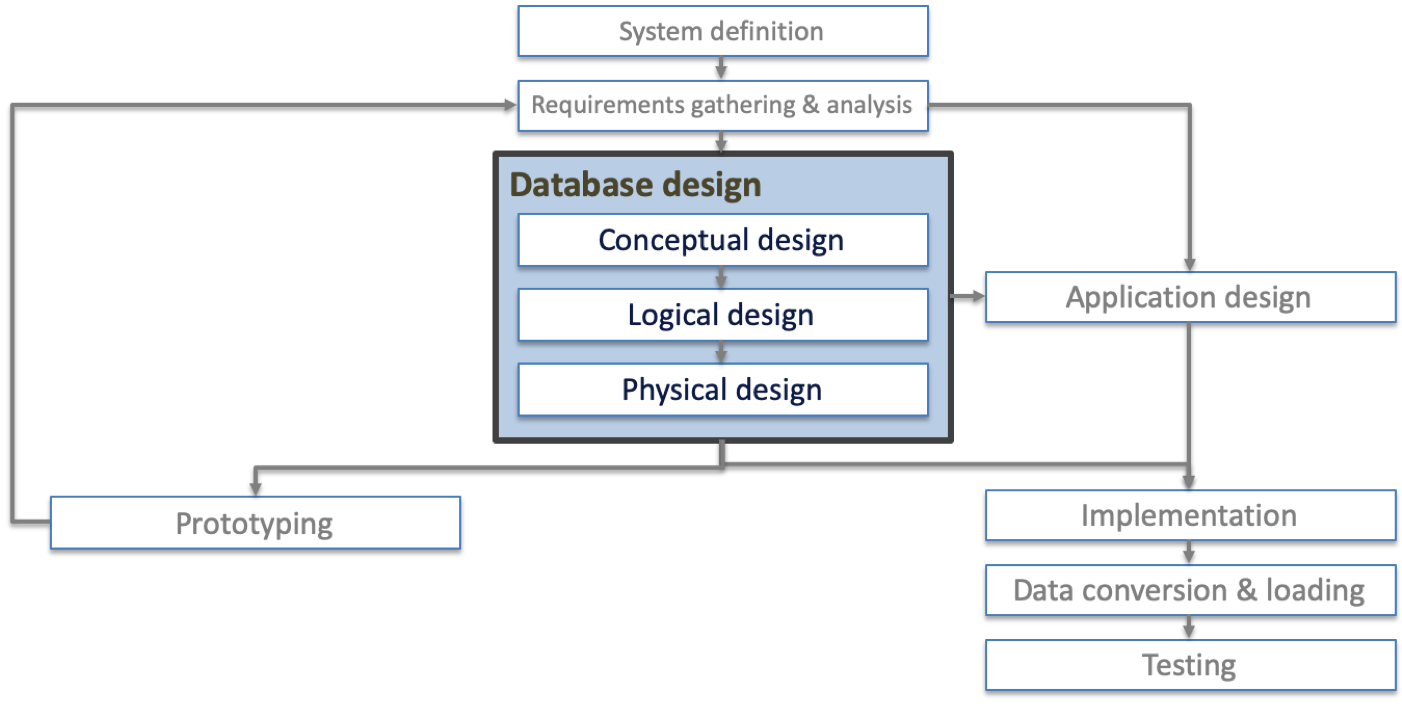 System definition
Requirements gathering & analysis
Database design
Conceptual design
Logical design
Physical design
Application design
Prototyping
Implementation
Data conversion & loading
Testing